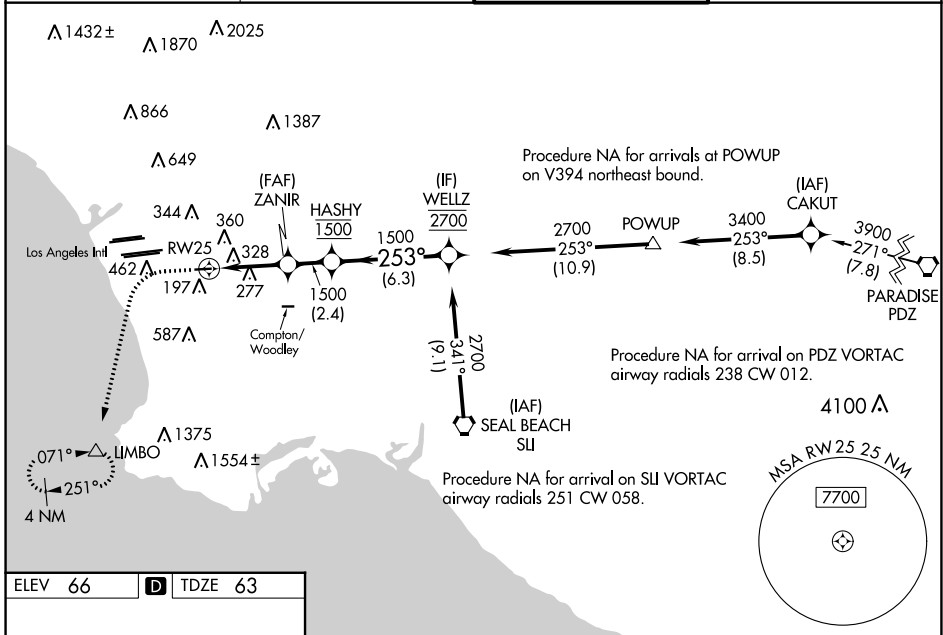 1432 ±
1870
2025
866
1387
649
344
360
328
462
197
277
587
Los Angeles Intl
RW25
(FAF)
ZANIR
HASHY
1500
(IF)
WELLZ
2700
1500
253°
(6.3)
1500
(2.4)
Compton/
Woodley
Procedure NA for arrivals at POWUP
on V394 northeast bound.
2700
253°
(10.9)
POWUP
3400
253°
(8.5)
(IAF)
CAKUT
3900
271°
(7.8)
PARADISE
PDZ
2700
341°
(9.1)
(IAF)
SEAL BEACH
SLI
Procedure NA for arrival on PDZ VORTAC
airway radials 238 CW 012.
4100
Procedure NA for arrival on SLI VORTAC
airway radials 251 CW 058.
1375
1554 ±
071°
LIMBO
251°
4 NM
MSA RW 25 25 NM
7700
ELEV 66 D TDZE 63